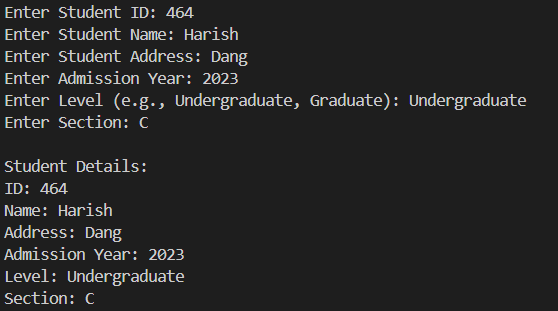 Enter Student ID: 464
Enter Student Name: Harish
Enter Student Address: Dang
Enter Admission Year: 2023
Enter Level (e.g., Undergraduate, Graduate): Undergraduate
Enter Section: C

Student Details:
ID: 464
Name: Harish
Address: Dang
Admission Year: 2023
Level: Undergraduate
Section: C